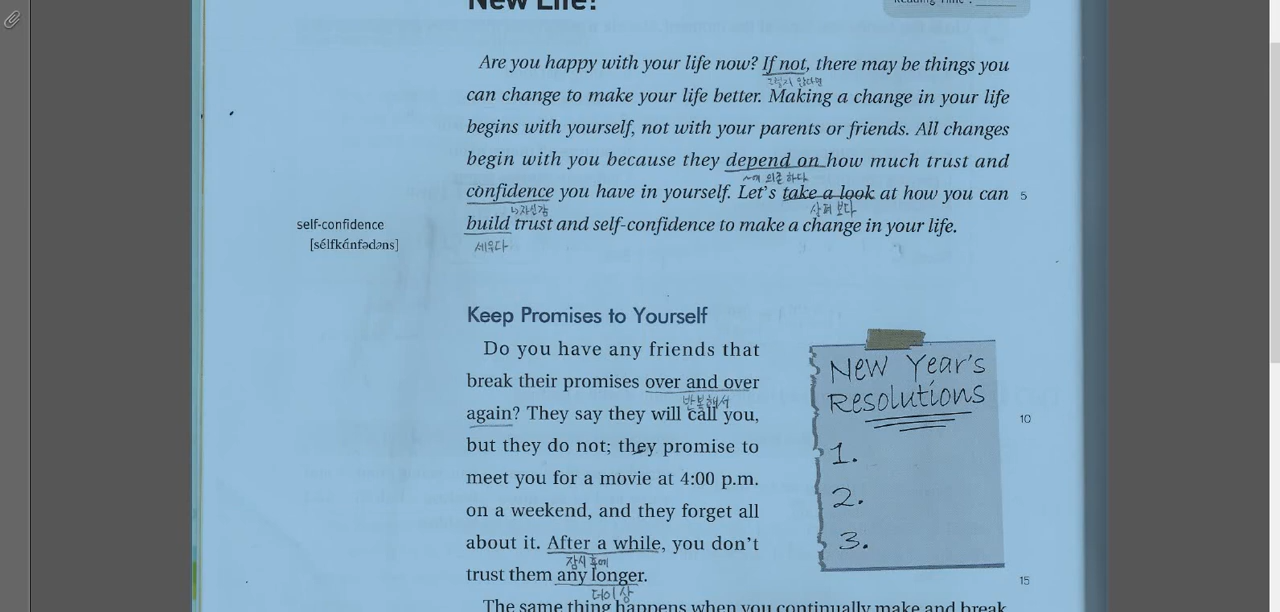 New Life!
Reading Time :
Are you happy with your life now? If not, there may be things you
그렇지 않다면
can change to make your life better. Making a change in your life
begins with yourself, not with your parents or friends. All changes
begin with you because they depend on how much trust and
~에 의존 하다
confidence you have in yourself. Let's take a look at how you can
5
자신감
살펴 보다
build trust and self-confidence to make a change in your life.
세우다
self-confidence
[sélfkɑ́nfədəns]
Keep Promises to Yourself
Do you have any friends that
break their promises over and over
반복해서
again? They say they will call you,
but they do not; they promise to
meet you for a movie at 4:00 p.m.
on a weekend, and they forget all
about it. After a while, you don't
잠시 후에
trust them any longer.
더이상
The same thing happens when you continually make and break
New Year's
Resolutions
1.
2.
3.
10
15